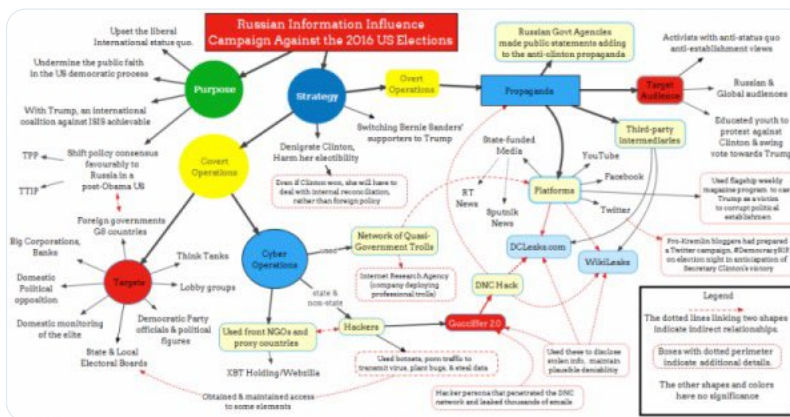 Russian Information Influence
Campaign Against the 2016 US Elections
Upset the liberal
International status quo.
Undermine the public faith
in the US democratic process
With Trump, an international
coalition against ISIS achievable
Shift policy consensus
favourably to
Russia in a
post-Obama US
TPP
TTIP
Purpose
Strategy
Overt
Operations
Propaganda
Russian Govt Agencies
made public statements adding
to the anti-clinton propaganda
Target
Audience
Activists with anti-status quo
anti-establishment views
Russian &
Global audiences
Educated youth to
protest against
Clinton & swing
vote towards Trump
Denigrate Clinton,
Harm her electibility
Switching Bernie Sanders'
supporters to Trump
Even if Clinton won, she will have to
deal with internal reconciliation,
rather than foreign policy
Third-party
Intermediaries
State-funded
Media
RT
News
Sputnik
News
Platforms
YouTube
Facebook
Twitter
Used flagship weekly
magazine program to cast
Trump as a victim
to corrupt political
establishmen
Pro-Kremlin bloggers had prepared
a Twitter campaign,
on election night in anticipation of
Secretary Clinton's victory
Covert
Operations
Foreign governments
G8 countries
Big Corporations,
Banks
Think Tanks
Domestic
Political
opposition
Targets
Lobby groups
Domestic monitoring of
the elite
Democratic Party
officials & political
figures
State & Local
Electoral Boards
Cyber
Operations
used
Network of Quasi-
Government Trolls
Internet Research Agency
(company deploying
professional trolls)
state &
non-state
DCLeaks.com
WikiLeaks
DNC Hack
Used front NGOs and
proxy countries
Hackers
Guccifer 2.0
XBT Holding/Webzilla
Used botnets, porn traffic to
transmit virus, plant bugs, & steal data
Used these to disclose
stolen info, maintain
plausible deniability
Obtained & maintained access
to some elements
Hacker persona that penetrated the DNC
network and leaked thousands of emails
Legend
The dotted lines linking two shapes
indicate indirect relationships.
Boxes with dotted perimeter
indicate additional details.
The other shapes and colors
have no significance